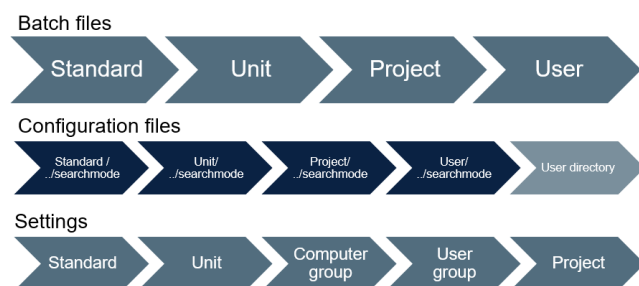 Batch files
Standard
Unit
Project
User
Configuration files
Standard /
../searchmode
Unit/
../searchmode
Project/
../searchmode
User/
../searchmode
User directory
Settings
Standard
Unit
Computer
group
User
group
Project